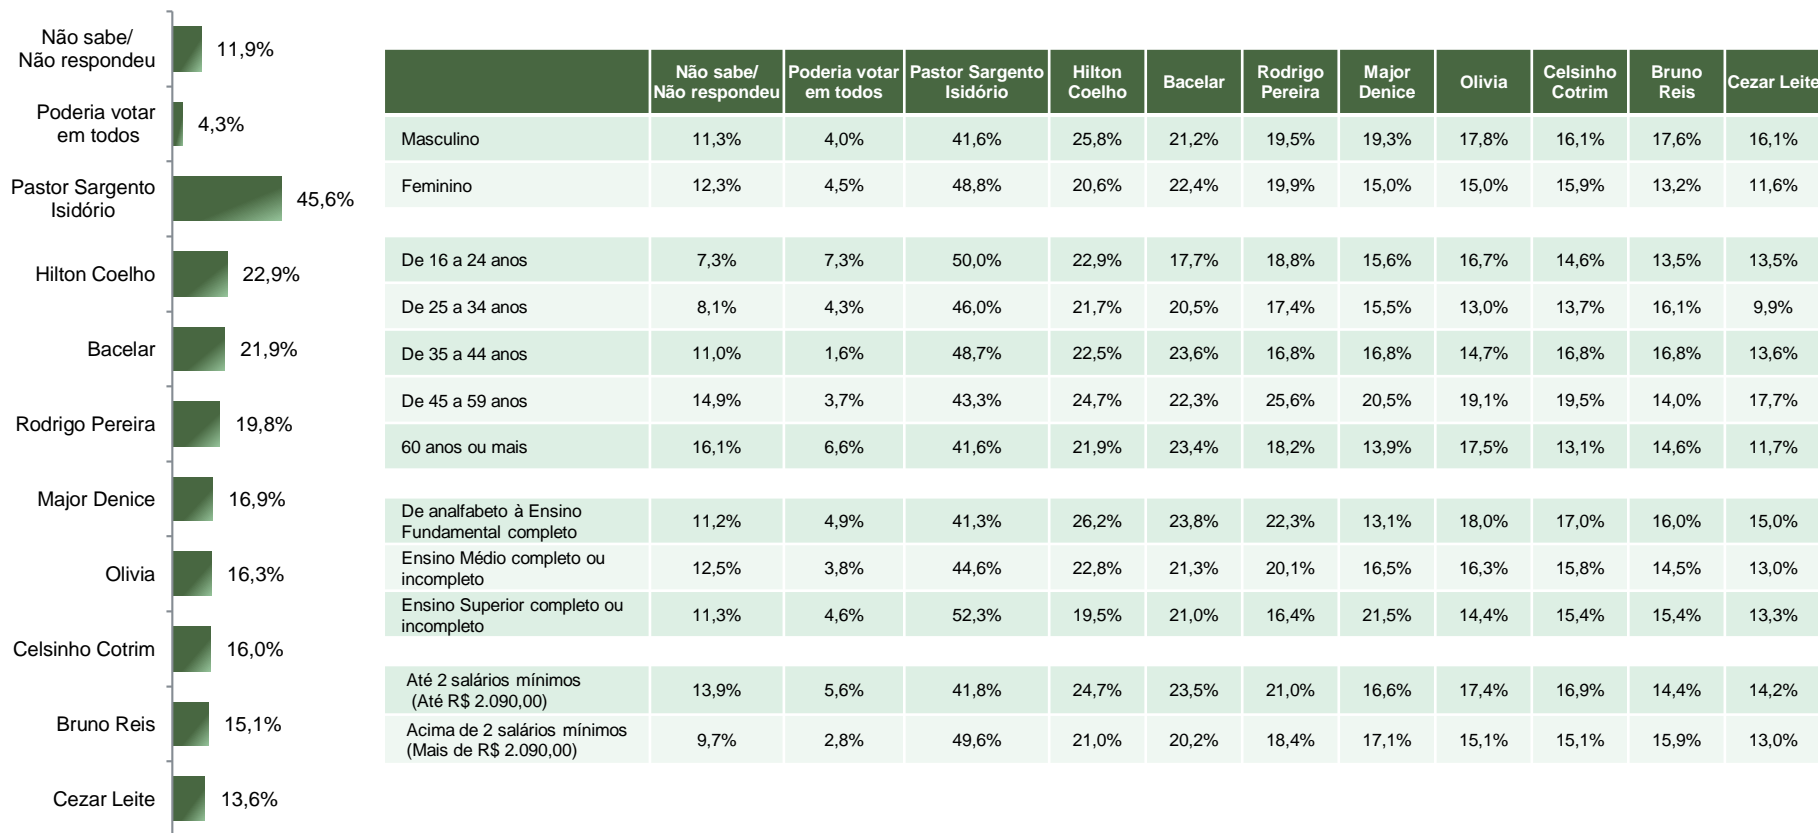 Não sabe/
Não respondeu
11,9%
Poderia votar
em todos
4,3%
Pastor Sargento
Isidório
45,6%
Hilton Coelho
22,9%
Bacelar
21,9%
Rodrigo Pereira
19,8%
Major Denice
16,9%
Olivia
16,3%
Celsinho Cotrim
16,0%
Bruno Reis
15,1%
Cezar Leite
13,6%
Não sabe/
Não respondeu
Poderia votar
em todos
Pastor Sargento
Isidório
Hilton
Coelho
Bacelar
Rodrigo
Pereira
Major
Denice
Olivia
Celsinho
Cotrim
Bruno
Reis
Cezar Leite
Masculino 11,3% 4,0% 41,6% 25,8% 21,2% 19,5% 19,3% 17,8% 16,1% 17,6% 16,1%
Feminino 12,3% 4,5% 48,8% 20,6% 22,4% 19,9% 15,0% 15,0% 15,9% 13,2% 11,6%
De 16 a 24 anos 7,3% 7,3% 50,0% 22,9% 17,7% 18,8% 15,6% 16,7% 14,6% 13,5% 13,5%
De 25 a 34 anos 8,1% 4,3% 46,0% 21,7% 20,5% 17,4% 15,5% 13,0% 13,7% 16,1% 9,9%
De 35 a 44 anos 11,0% 1,6% 48,7% 22,5% 23,6% 16,8% 16,8% 14,7% 16,8% 16,8% 13,6%
De 45 a 59 anos 14,9% 3,7% 43,3% 24,7% 22,3% 25,6% 20,5% 19,1% 19,5% 14,0% 17,7%
60 anos ou mais 16,1% 6,6% 41,6% 21,9% 23,4% 18,2% 13,9% 17,5% 13,1% 14,6% 11,7%
De analfabeto à Ensino
Fundamental completo
11,2% 4,9% 41,3% 26,2% 23,8% 22,3% 13,1% 18,0% 17,0% 16,0% 15,0%
Ensino Médio completo ou
incompleto
12,5% 3,8% 44,6% 22,8% 21,3% 20,1% 16,5% 16,3% 15,8% 14,5% 13,0%
Ensino Superior completo ou
incompleto
11,3% 4,6% 52,3% 19,5% 21,0% 16,4% 21,5% 14,4% 15,4% 15,4% 13,3%
Até 2 salários mínimos
(Até R$ 2.090,00)
13,9% 5,6% 41,8% 24,7% 23,5% 21,0% 16,6% 17,4% 16,9% 14,4% 14,2%
Acima de 2 salários mínimos
(Mais de R$ 2.090,00)
9,7% 2,8% 49,6% 21,0% 20,2% 18,4% 17,1% 15,1% 15,1% 15,9% 13,0%